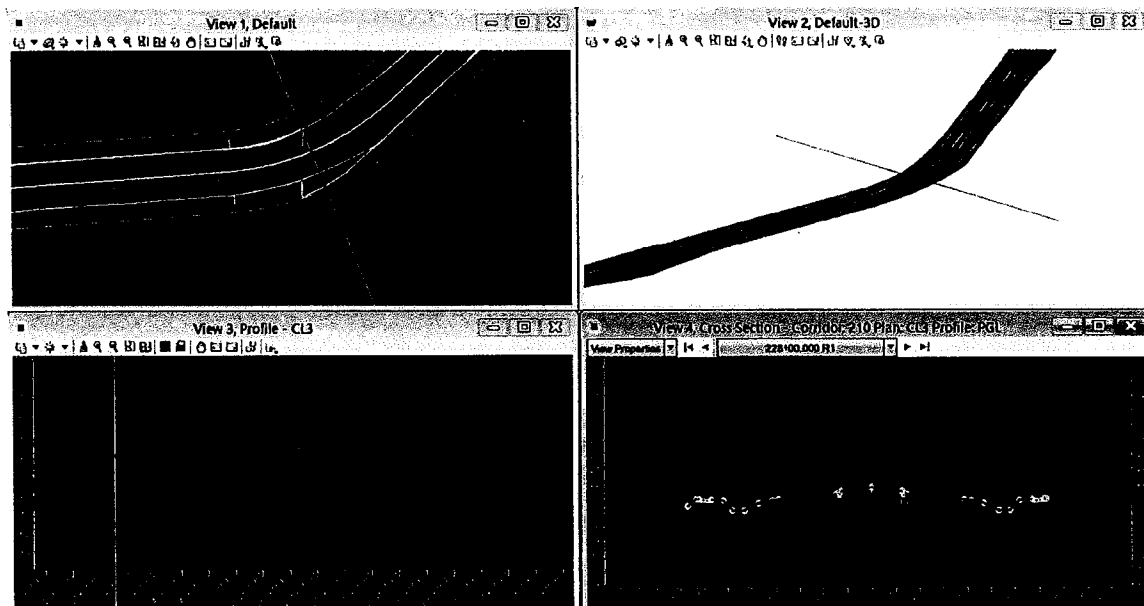 View 1, Default
View 2, Default-3D
View 3, Profile - CL3
View 4, Cross Section - Corridor: 210 Plan: CL3 Profile: PGL
View Properties
228+00.000 R1